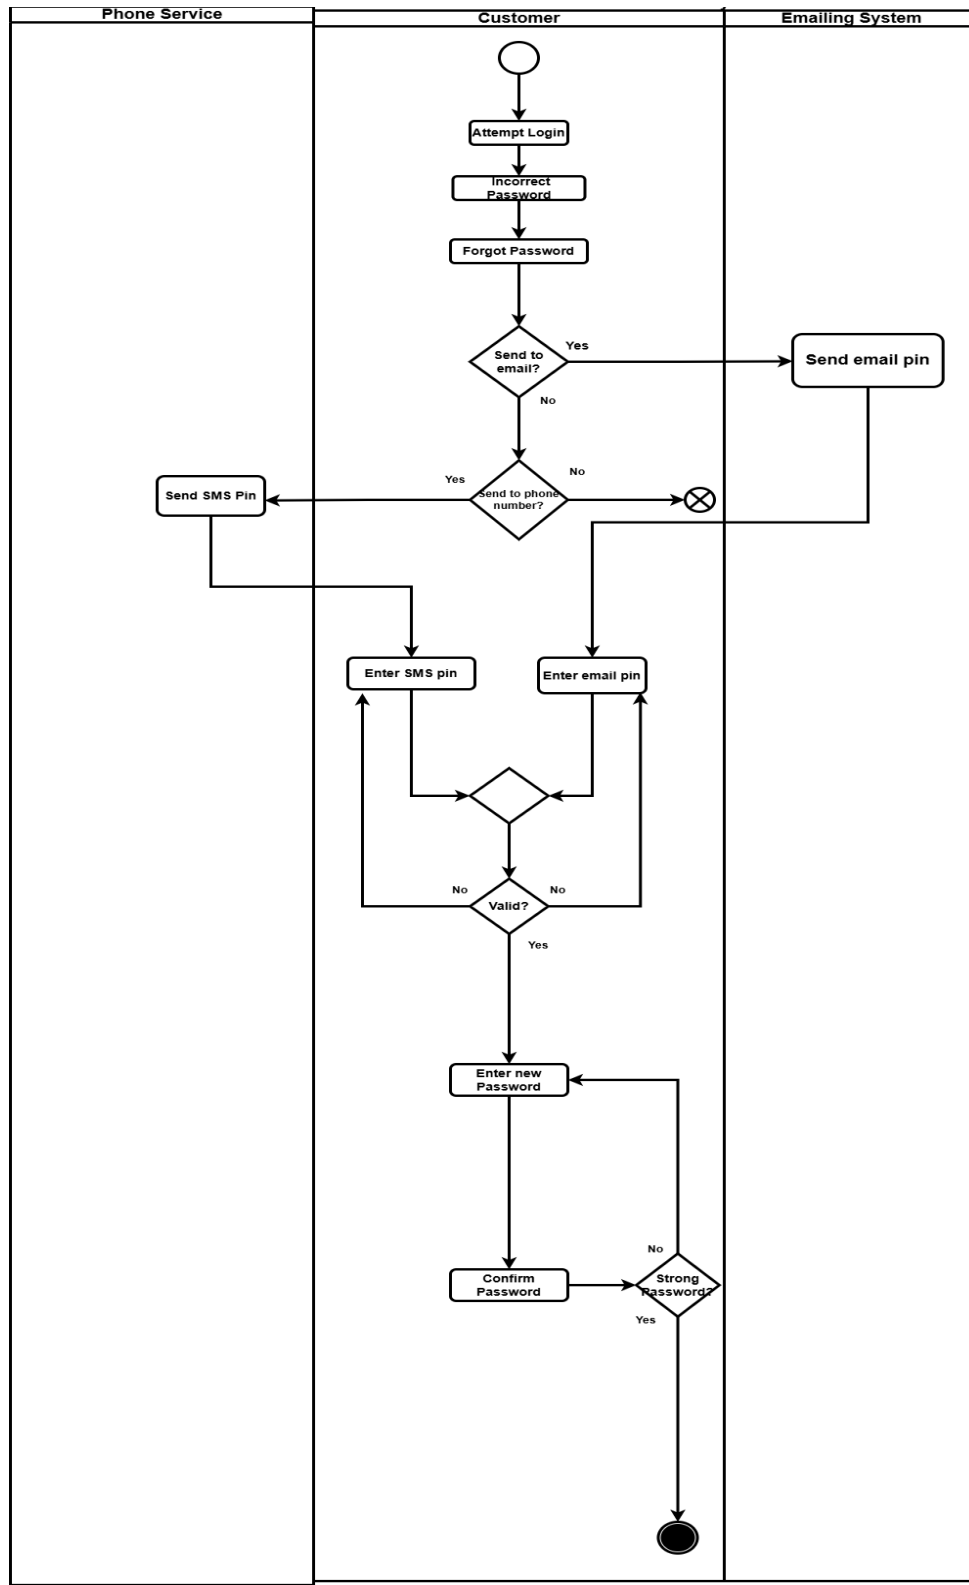 Phone Service
Customer
Emailing System
Attempt Login
Incorrect
Password
Forgot Password
Send to
email?
Yes
Send email pin
No
Send SMS Pin
Yes
Send to phone
number?
No
Enter SMS pin
Enter email pin
No
Valid?
No
Yes
Enter new
Password
Confirm
Password
No
Strong
Password?
Yes